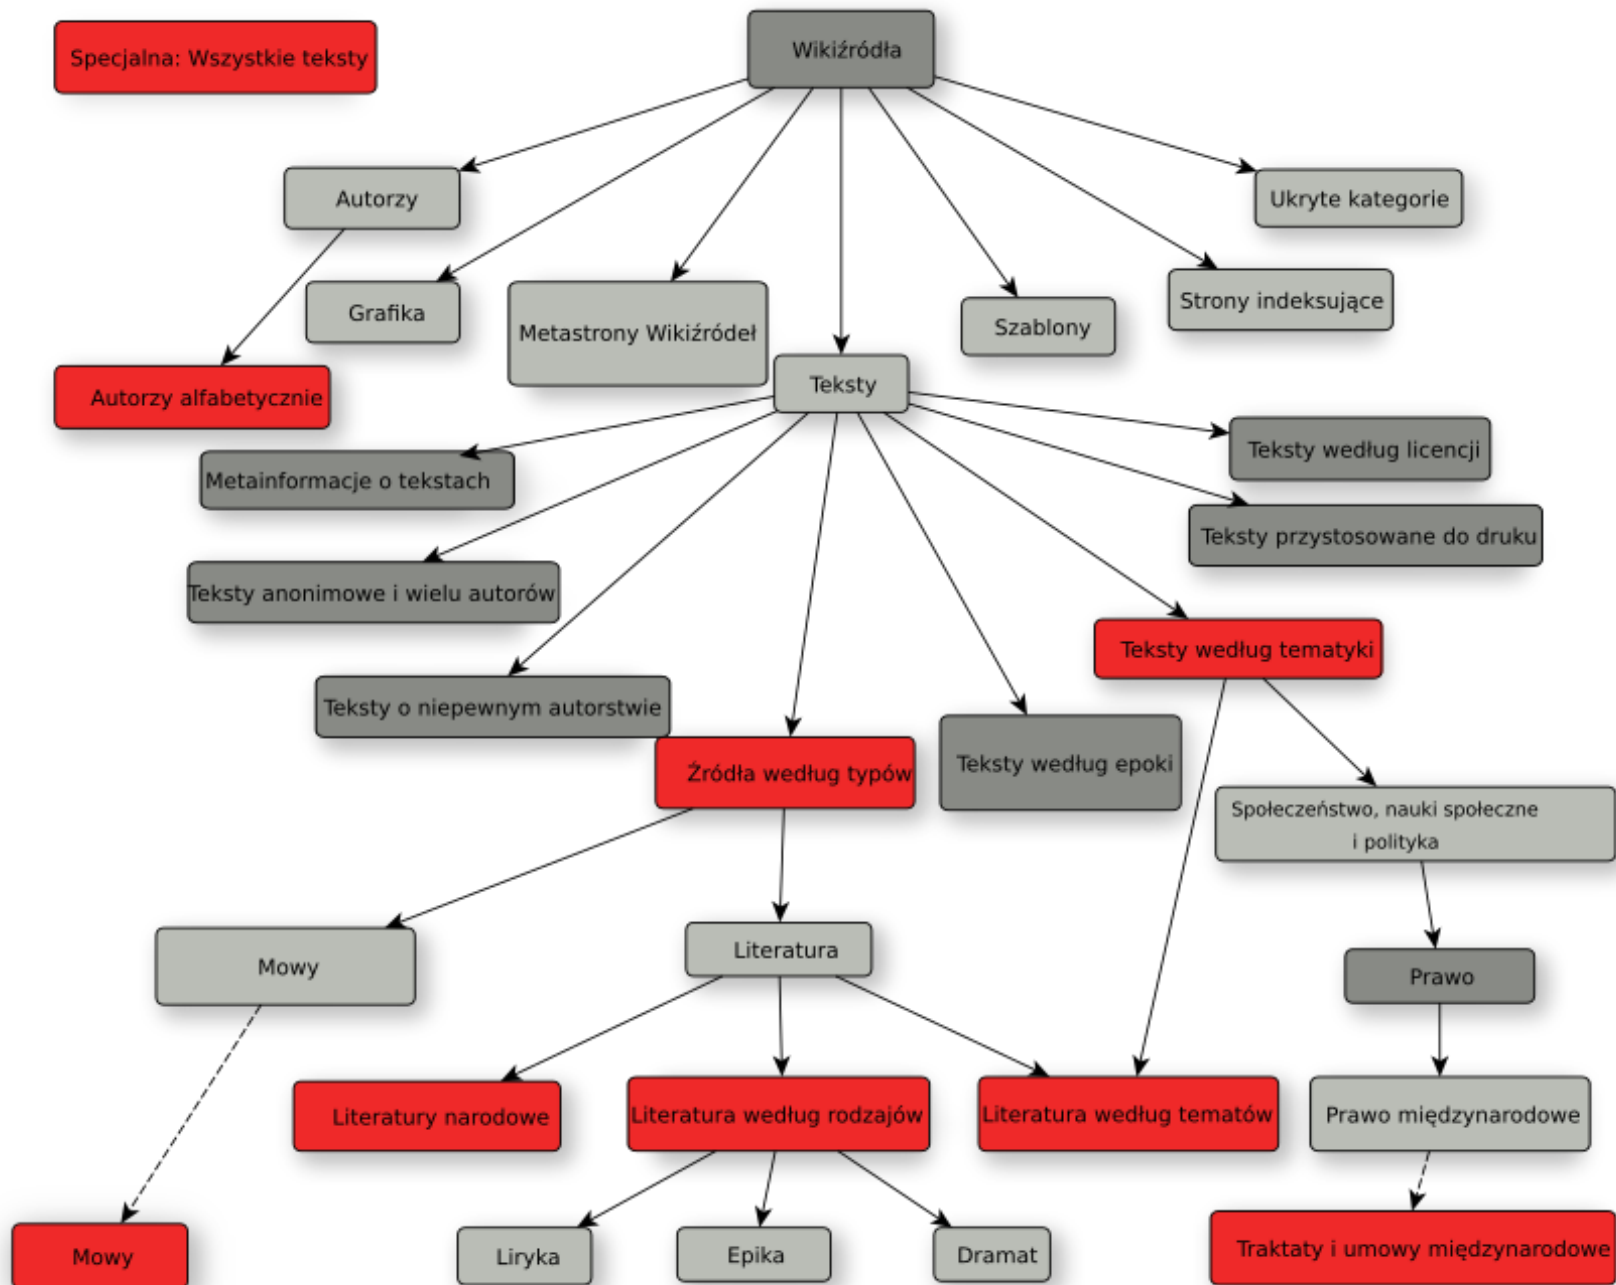 Specjalna: Wszystkie teksty
Wikiźródła
Autorzy
Ukryte kategorie
Grafika
Metastrony Wikiźródeł
Szablony
Strony indeksujące
Teksty
Autorzy alfabetycznie
Metainformacje o tekstach
Teksty według licencji
Teksty przystosowane do druku
Teksty anonimowe i wielu autorów
Teksty według tematyki
Teksty o niepewnym autorstwie
Źródła według typów
Teksty według epoki
Społeczeństwo, nauki społeczne
i polityka
Mowy
Literatura
Prawo
Literatury narodowe
Literatura według rodzajów
Literatura według tematów
Prawo międzynarodowe
Mowy
Liryka
Epika
Dramat
Traktaty i umowy międzynarodowe